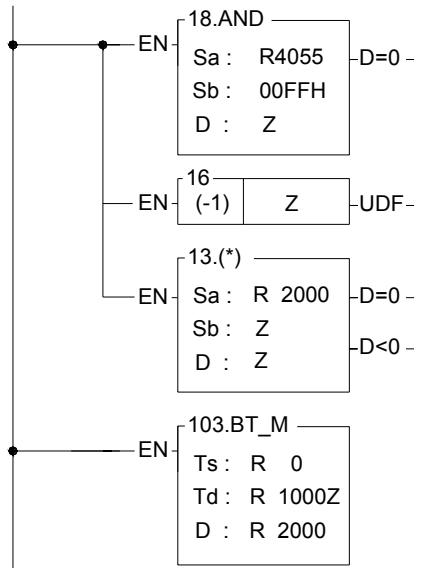 18.AND
EN
Sa : R4055
D=0
Sb : 00FFH
D : Z
16
EN
(-1)
Z
UDF
13.(*)
EN
Sa : R 2000
D=0
Sb : Z
D<0
D : Z
103.BT_M
EN
Ts : R 0
Td : R 1000Z
D : R 2000